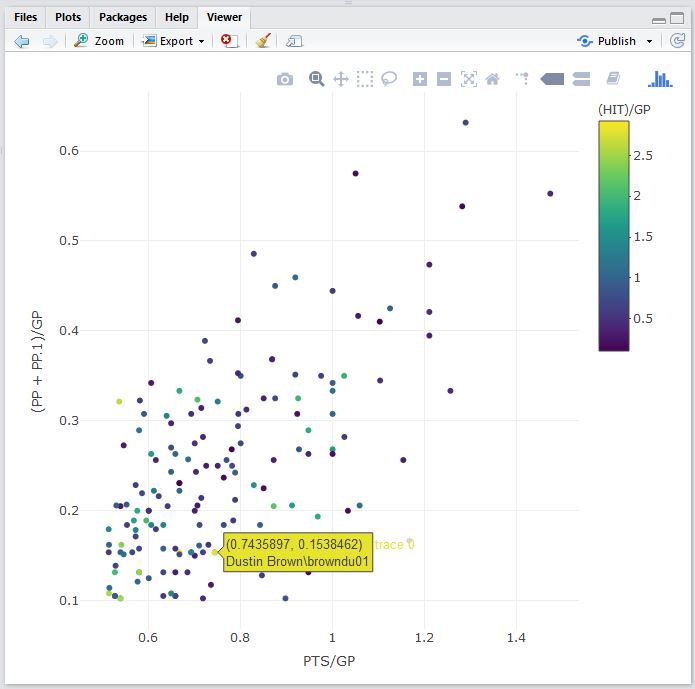 Files Plots Packages Help Viewer
Zoom Export Publish
(HIT)/GP
2.5
2
1.5
1
0.5
0.6
0.5
0.4
0.3
0.2
0.1
(PP + PP.1)/GP
(0.7435897, 0.1538462)
Dustin Brown\browndu01
trace 0
0.6 0.8 1 1.2 1.4
PTS/GP